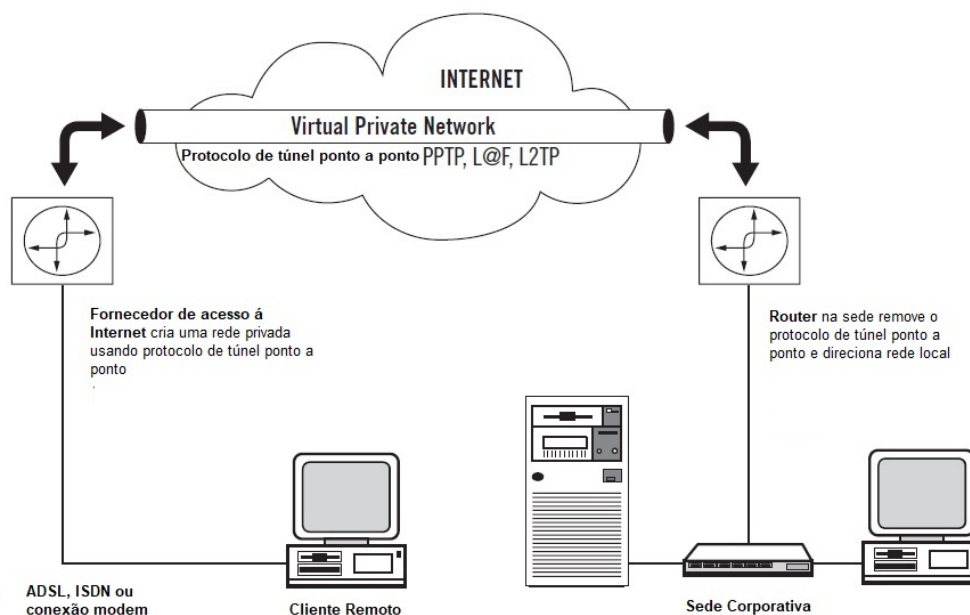 INTERNET
Virtual Private Network
Protocolo de túnel ponto a ponto PPTP, L@F, L2TP
Fornecedor de acesso á
Internet cria uma rede privada
usando protocolo de túnel ponto a
ponto
.
Router na sede remove o
protocolo de túnel ponto a
ponto e direciona rede local
ADSL, ISDN ou
conexão modem
Cliente Remoto
Sede Corporativa